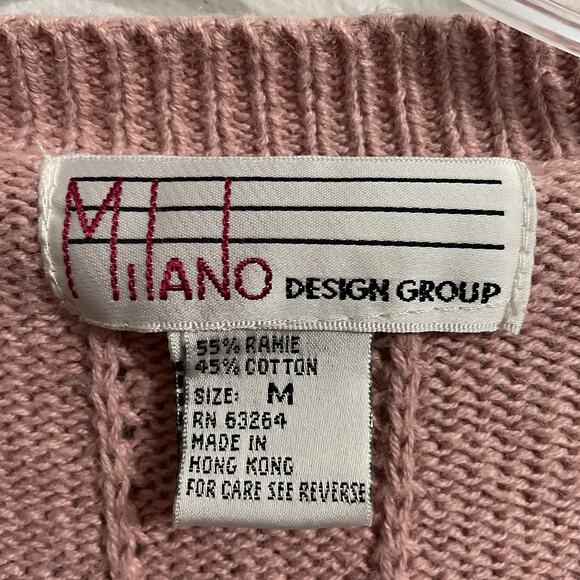 MILANO DESIGN GROUP
55% RAMIE
45% COTTON
SIZE: M
RN 63264
MADE IN
HONG KONG
FOR CARE SEE REVERSE